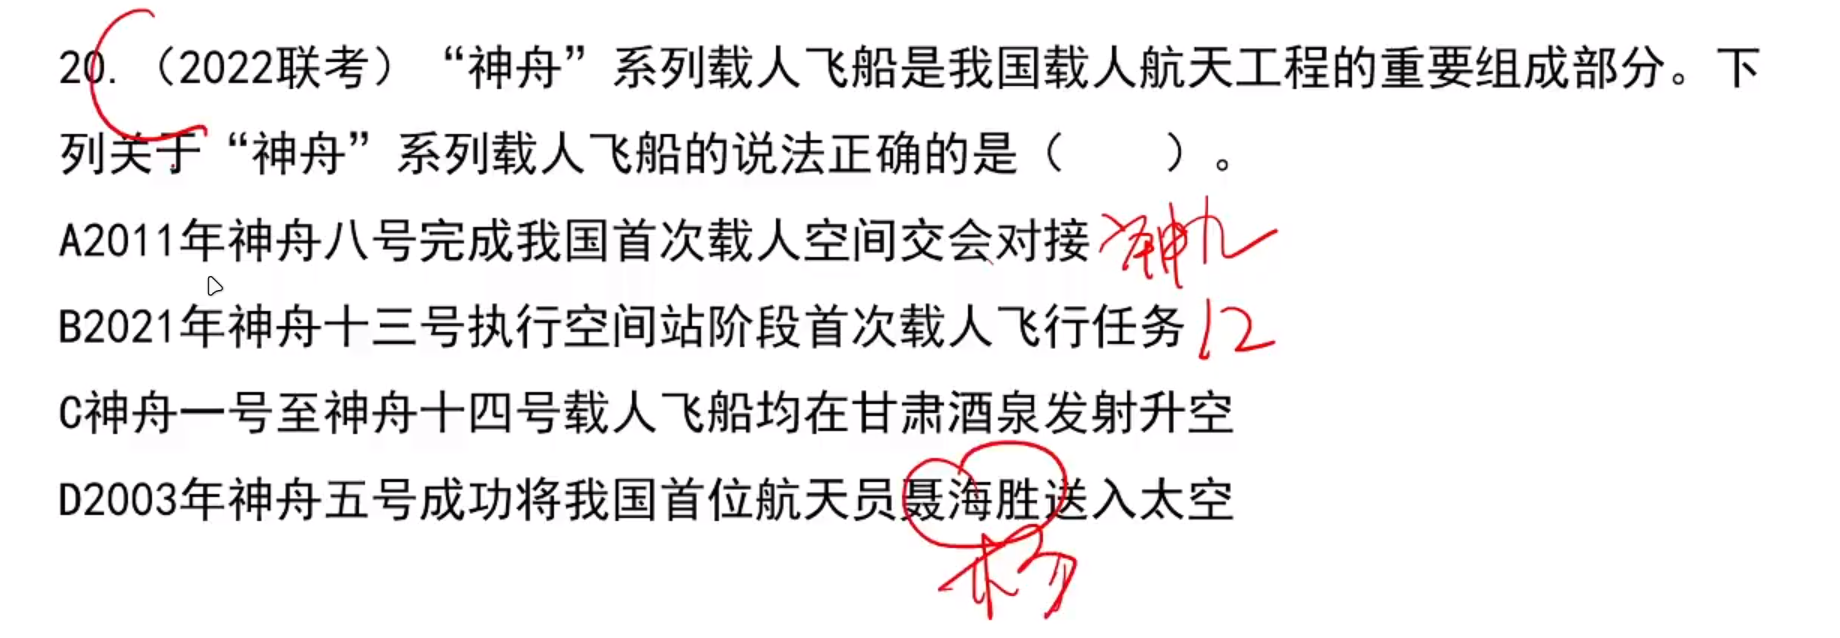 20. （2022联考）“神舟”系列载人飞船是我国载人航天工程的重要组成部分。下
列关于“神舟”系列载人飞船的说法正确的是（　　）。
A2011年神舟八号完成我国首次载人空间交会对接 神九
B2021年神舟十三号执行空间站阶段首次载人飞行任务 12
C神舟一号至神舟十四号载人飞船均在甘肃酒泉发射升空
D2003年神舟五号成功将我国首位航天员聂海胜送入太空
杨